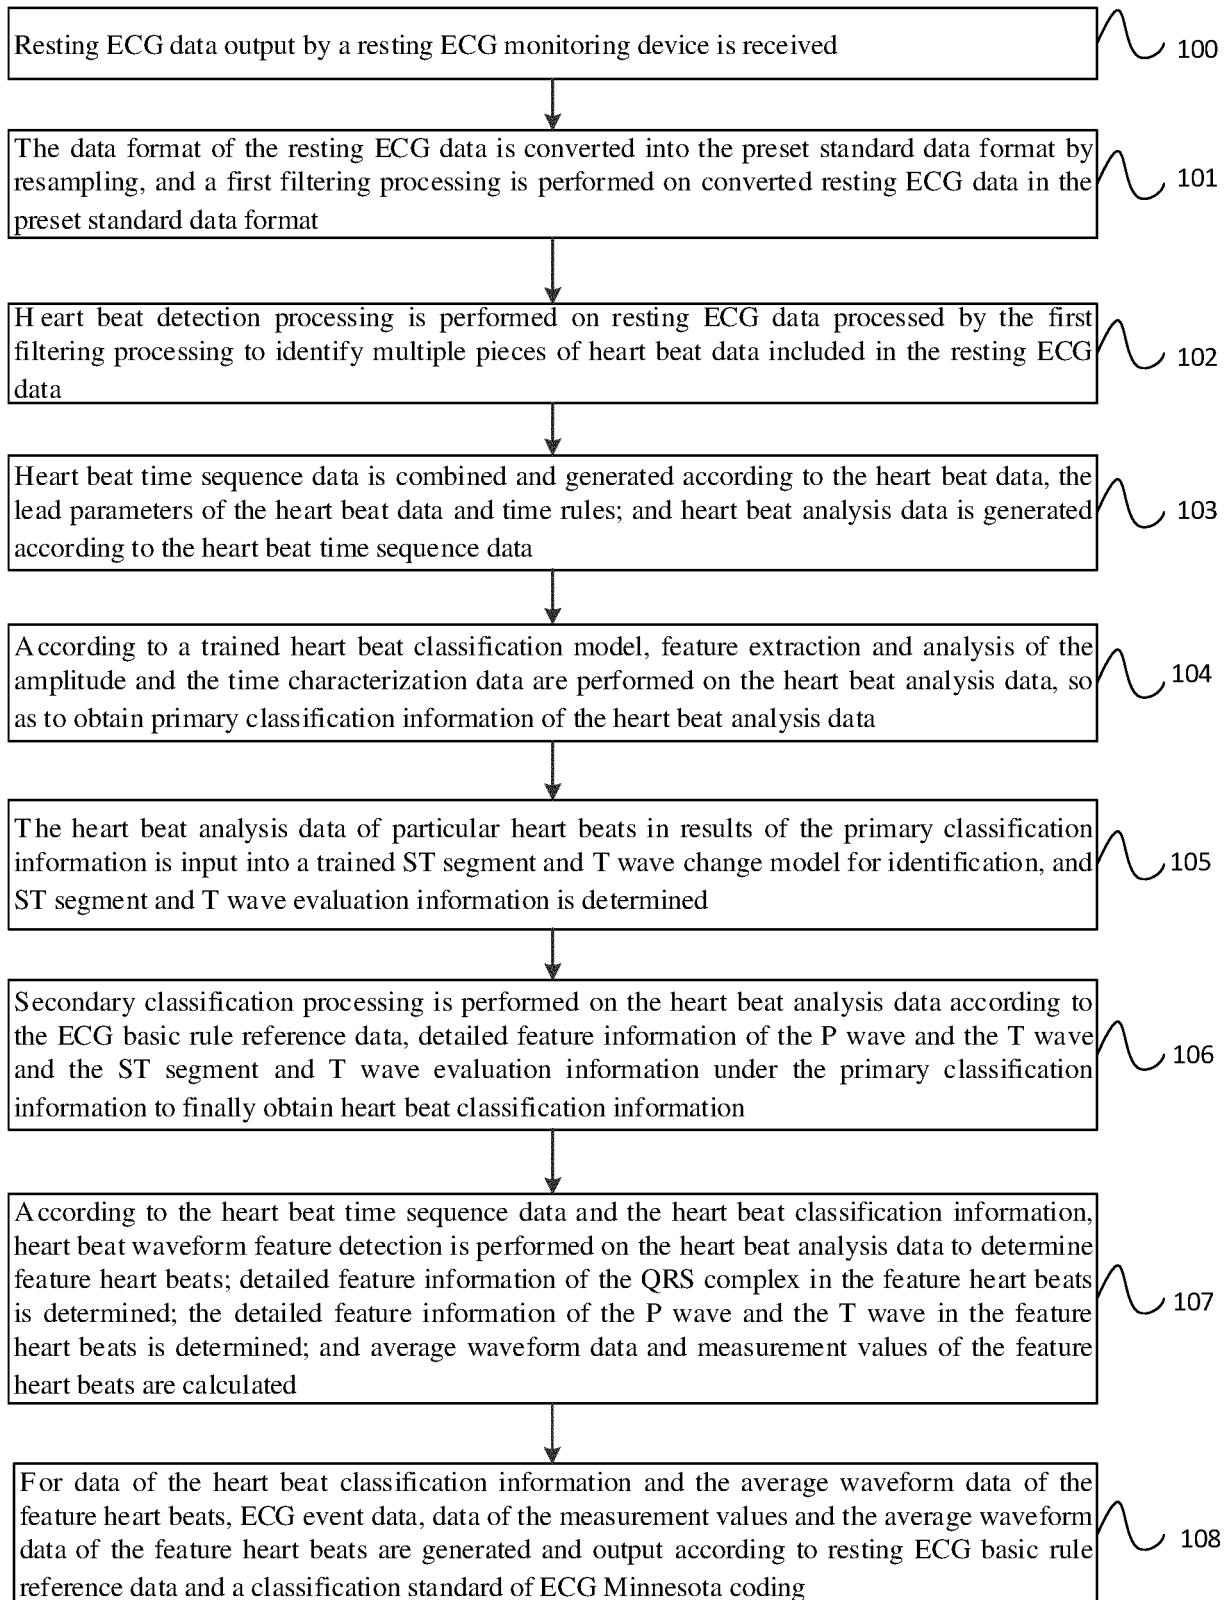 Resting ECG data output by a resting ECG monitoring device is received
100
The data format of the resting ECG data is converted into the preset standard data format by
resampling, and a first filtering processing is performed on converted resting ECG data in the
preset standard data format
101
Heart beat detection processing is performed on resting ECG data processed by the first
filtering processing to identify multiple pieces of heart beat data included in the resting ECG
data
102
Heart beat time sequence data is combined and generated according to the heart beat data, the
lead parameters of the heart beat data and time rules; and heart beat analysis data is generated
according to the heart beat time sequence data
103
According to a trained heart beat classification model, feature extraction and analysis of the
amplitude and the time characterization data are performed on the heart beat analysis data, so
as to obtain primary classification information of the heart beat analysis data
104
The heart beat analysis data of particular heart beats in results of the primary classification
information is input into a trained ST segment and T wave change model for identification, and
ST segment and T wave evaluation information is determined
105
Secondary classification processing is performed on the heart beat analysis data according to
the ECG basic rule reference data, detailed feature information of the P wave and the T wave
and the ST segment and T wave evaluation information under the primary classification
information to finally obtain heart beat classification information
106
According to the heart beat time sequence data and the heart beat classification information,
heart beat waveform feature detection is performed on the heart beat analysis data to determine
feature heart beats; detailed feature information of the QRS complex in the feature heart beats
is determined; the detailed feature information of the P wave and the T wave in the feature
heart beats is determined; and average waveform data and measurement values of the feature
heart beats are calculated
107
For data of the heart beat classification information and the average waveform data of the
feature heart beats, ECG event data, data of the measurement values and the average waveform
data of the feature heart beats are generated and output according to resting ECG basic rule
reference data and a classification standard of ECG Minnesota coding
108